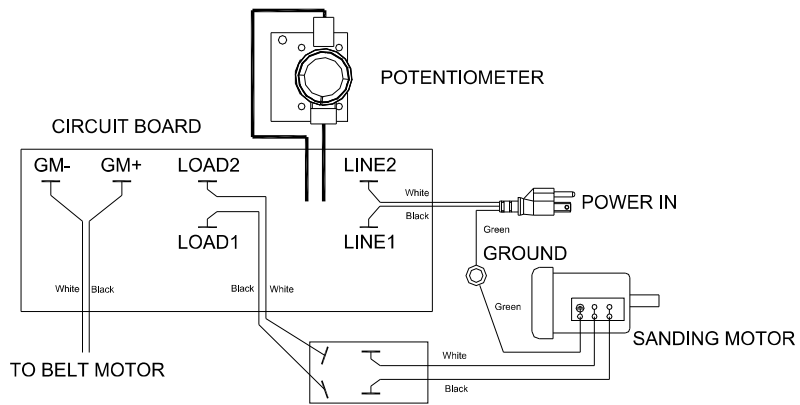 POTENTIOMETER
CIRCUIT BOARD
GM- GM+ LOAD2 LINE2
White
POWER IN
Black
LOAD1 LINE1
Green
GROUND
White Black Black White
Green
SANDING MOTOR
White
TO BELT MOTOR
Black